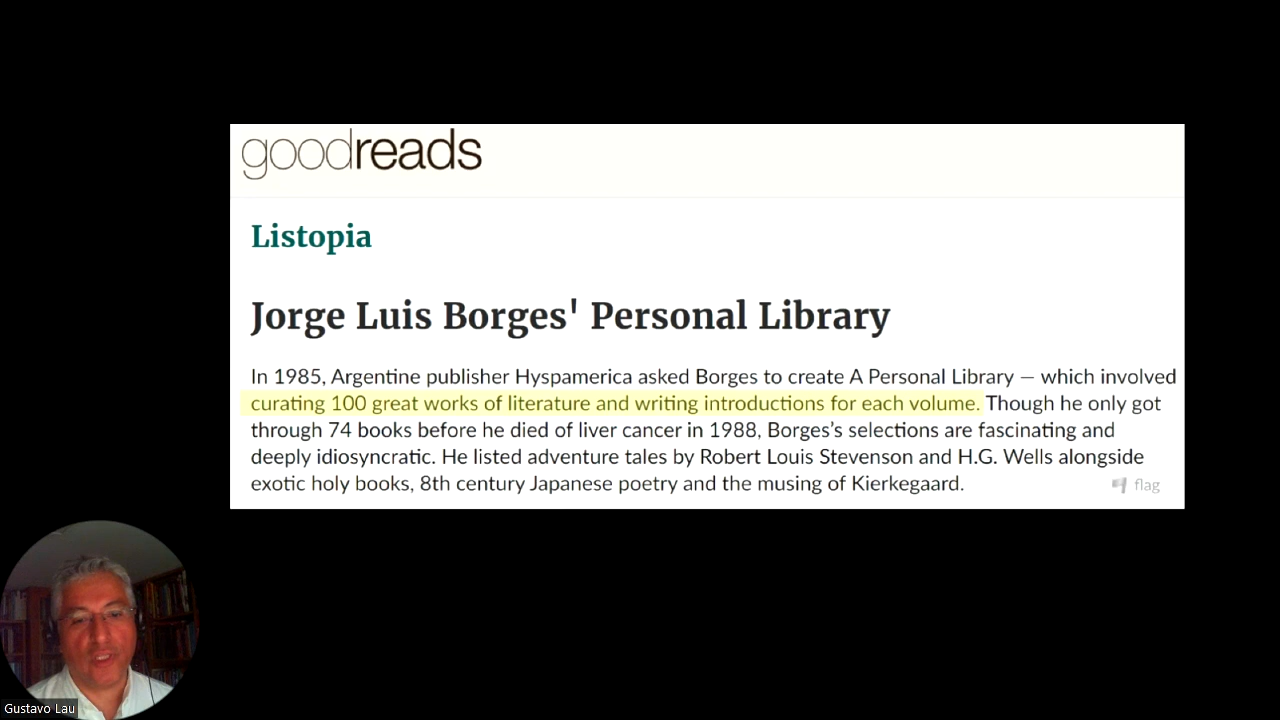 goodreads
Listopia
Jorge Luis Borges' Personal Library
In 1985, Argentine publisher Hyspamerica asked Borges to create A Personal Library — which involved
curating 100 great works of literature and writing introductions for each volume. Though he only got
through 74 books before he died of liver cancer in 1988, Borges’s selections are fascinating and
deeply idiosyncratic. He listed adventure tales by Robert Louis Stevenson and H.G. Wells alongside
exotic holy books, 8th century Japanese poetry and the musing of Kierkegaard.
flag
Gustavo Lau